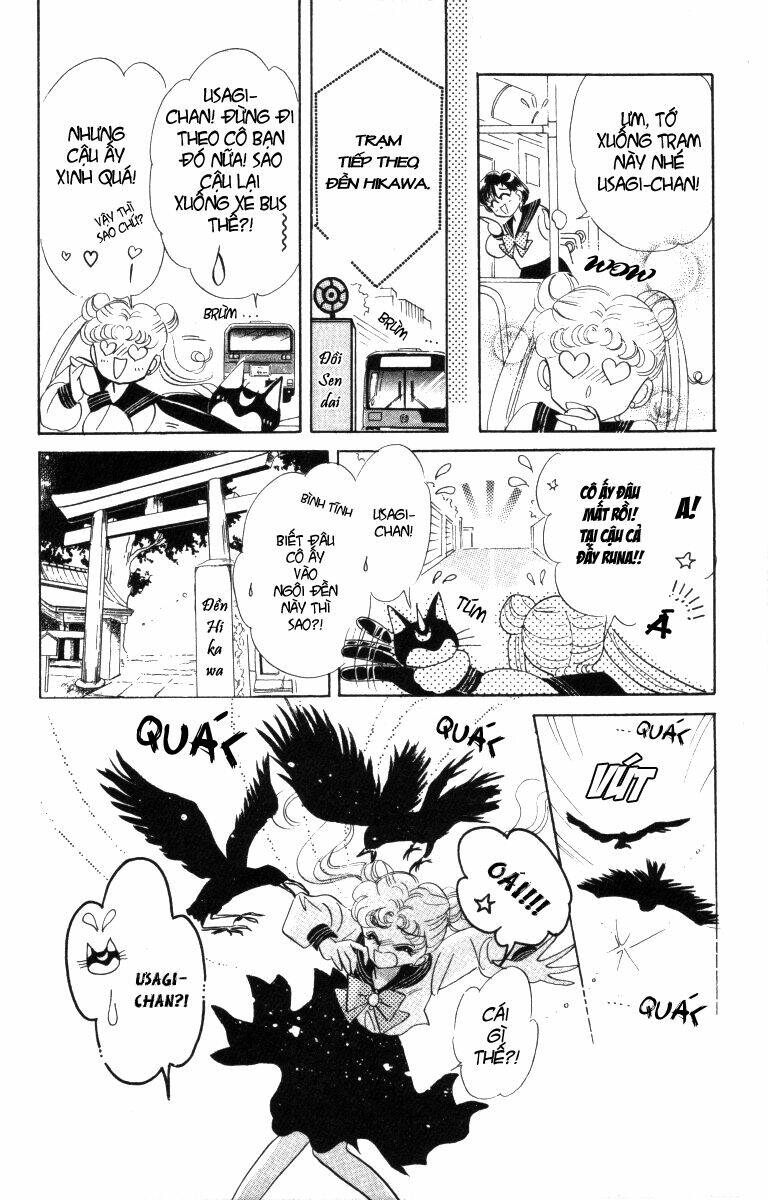 ƯM, TỚ
XUỐNG TRẠM
NÀY NHÉ
USAGI-CHAN!
WOW
TRẠM
TIẾP THEO,
ĐỀN HIKAWA.
BRỪM
Đồi
Sen
dai
USAGI-
CHAN! ĐỪNG ĐI
THEO CÔ BẠN
ĐÓ NỮA! SAO
CẬU LẠI
XUỐNG XE BUS
THẾ?!
BRỪM ...
NHƯNG
CẬU ẤY
XINH QUÁ!
VẬY THÌ
SAO CHỨ?
A!
CÔ ẤY ĐÂU
MẤT RỒI!
TẠI CẬU CẢ
ĐẤY RUNA!!
Á
TÚM
USAGI-
CHAN!
BÌNH TĨNH
BIẾT ĐÂU
CÔ ẤY
VÀO
NGÔI ĐỀN
NÀY THÌ
SAO?!
Đền
Hi
ka
wa
QUÁC
VÚT
QUÁC
QUÁC
QUÁC
OÁI!!!!
CÁI
GÌ
THẾ?!
USAGI-
CHAN?!